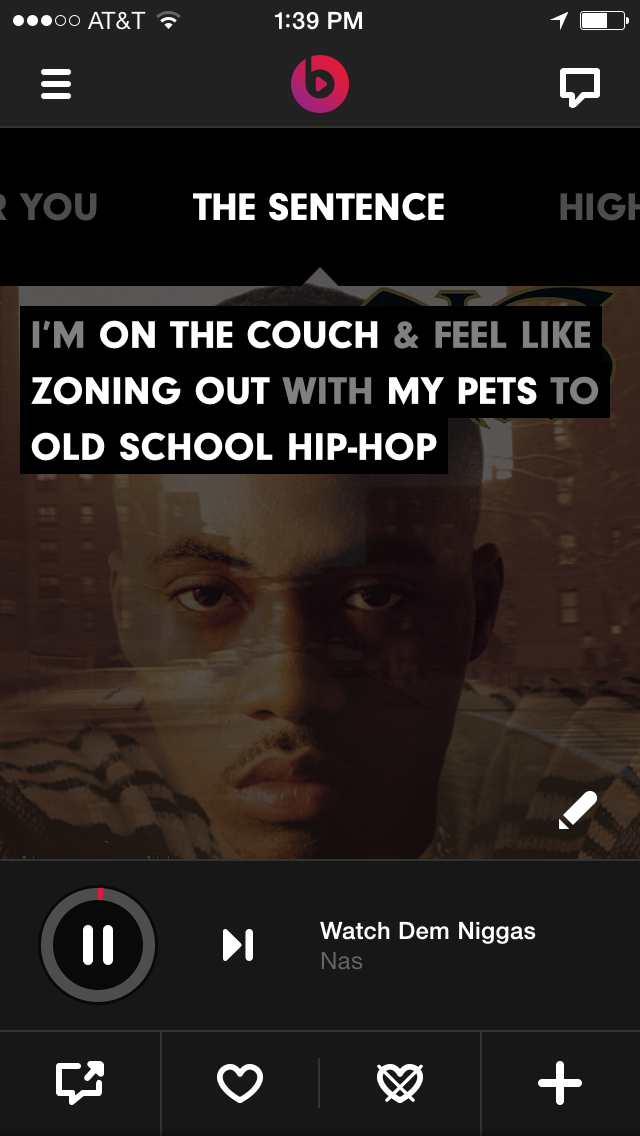 AT&T 1:39 PM
R YOU THE SENTENCE HIGH
I'M ON THE COUCH & FEEL LIKE
ZONING OUT WITH MY PETS TO
OLD SCHOOL HIP-HOP
Watch Dem Niggas
Nas